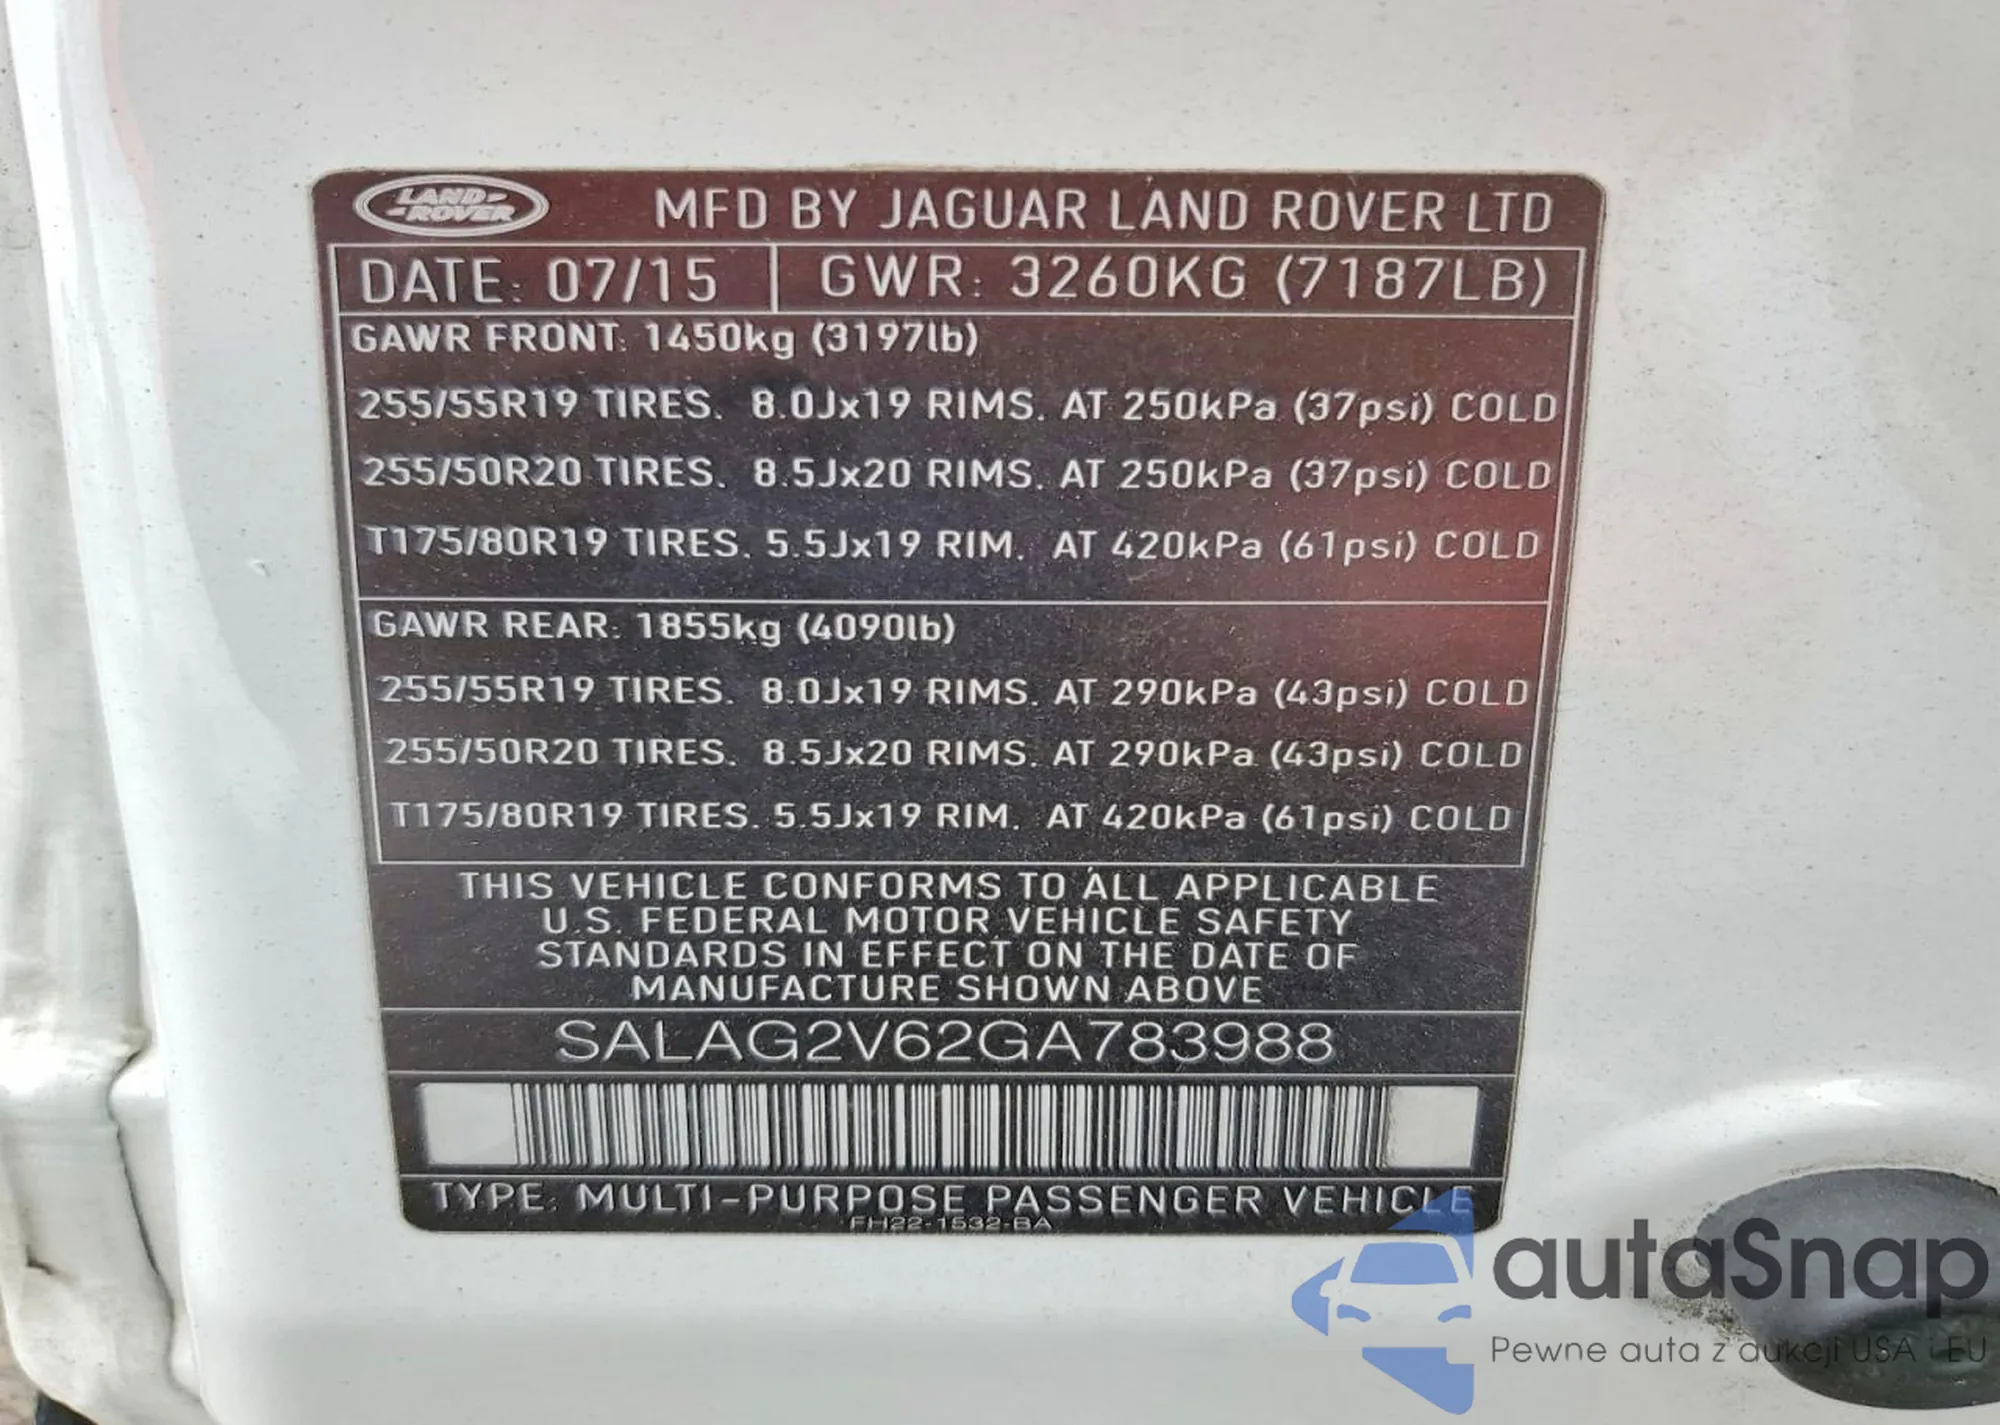 LAND-
-ROVER
MFD BY JAGUAR LAND ROVER LTD
DATE: 07/15
GWR: 3260KG (7187LB)
GAWR FRONT: 1450kg (3197lb)
255/55R19 TIRES. 8.0Jx19 RIMS. AT 250kPa (37psi) COLD
255/50R20 TIRES. 8.5Jx20 RIMS. AT 250kPa (37psi) COLD
T175/80R19 TIRES. 5.5Jx19 RIM. AT 420kPa (61psi) COLD
GAWR REAR: 1855kg (4090lb)
255/55R19 TIRES. 8.0Jx19 RIMS. AT 290kPa (43psi) COLD
255/50R20 TIRES. 8.5Jx20 RIMS. AT 290kPa (43psi) COLD
T175/80R19 TIRES. 5.5Jx19 RIM. AT 420kPa (61psi) COLD
THIS VEHICLE CONFORMS TO ALL APPLICABLE
U.S. FEDERAL MOTOR VEHICLE SAFETY
STANDARDS IN EFFECT ON THE DATE OF
MANUFACTURE SHOWN ABOVE
SALAG2V62GA783988
TYPE: MULTI-PURPOSE PASSENGER VEHICLE
FH22-1532-BA
autaSnap
Pewne auta z aukcji USA i EU